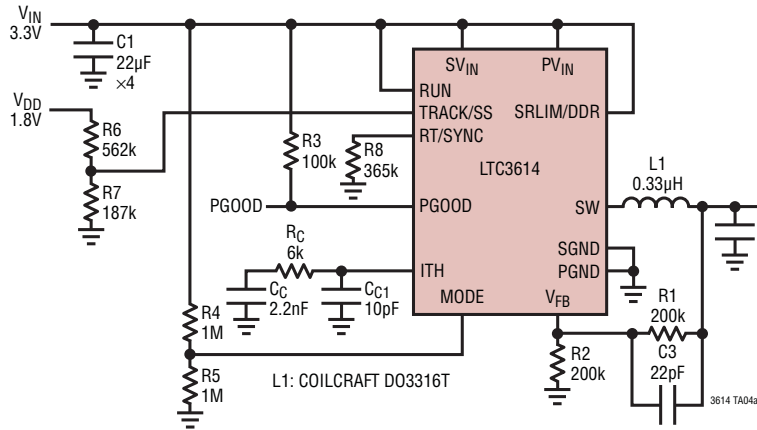 VIN
3.3V
C1
22µF
×4
VDD
1.8V
R6
562k
R7
187k
R3
100k
R8
365k
PGOOD
RC
6k
CC
2.2nF
CC1
10pF
R4
1M
R5
1M
SVIN
PVIN
RUN
TRACK/SS
SRLIM/DDR
RT/SYNC
LTC3614
PGOOD
SW
SGND
PGND
ITH
MODE
VFB
L1
0.33µH
R1
200k
C3
22pF
R2
200k
L1: COILCRAFT DO3316T
3614 TA04a